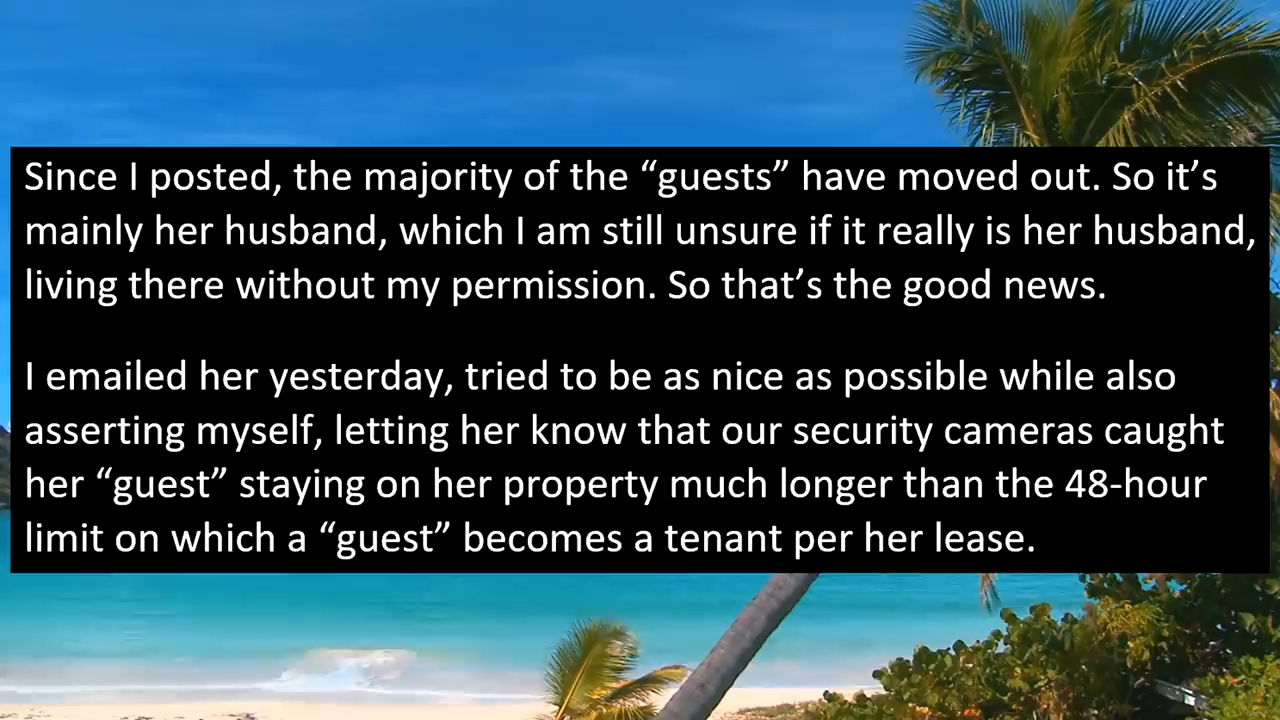 Since I posted, the majority of the “guests” have moved out. So it’s
mainly her husband, which I am still unsure if it really is her husband,
living there without my permission. So that’s the good news.
I emailed her yesterday, tried to be as nice as possible while also
asserting myself, letting her know that our security cameras caught
her “guest” staying on her property much longer than the 48-hour
limit on which a “guest” becomes a tenant per her lease.